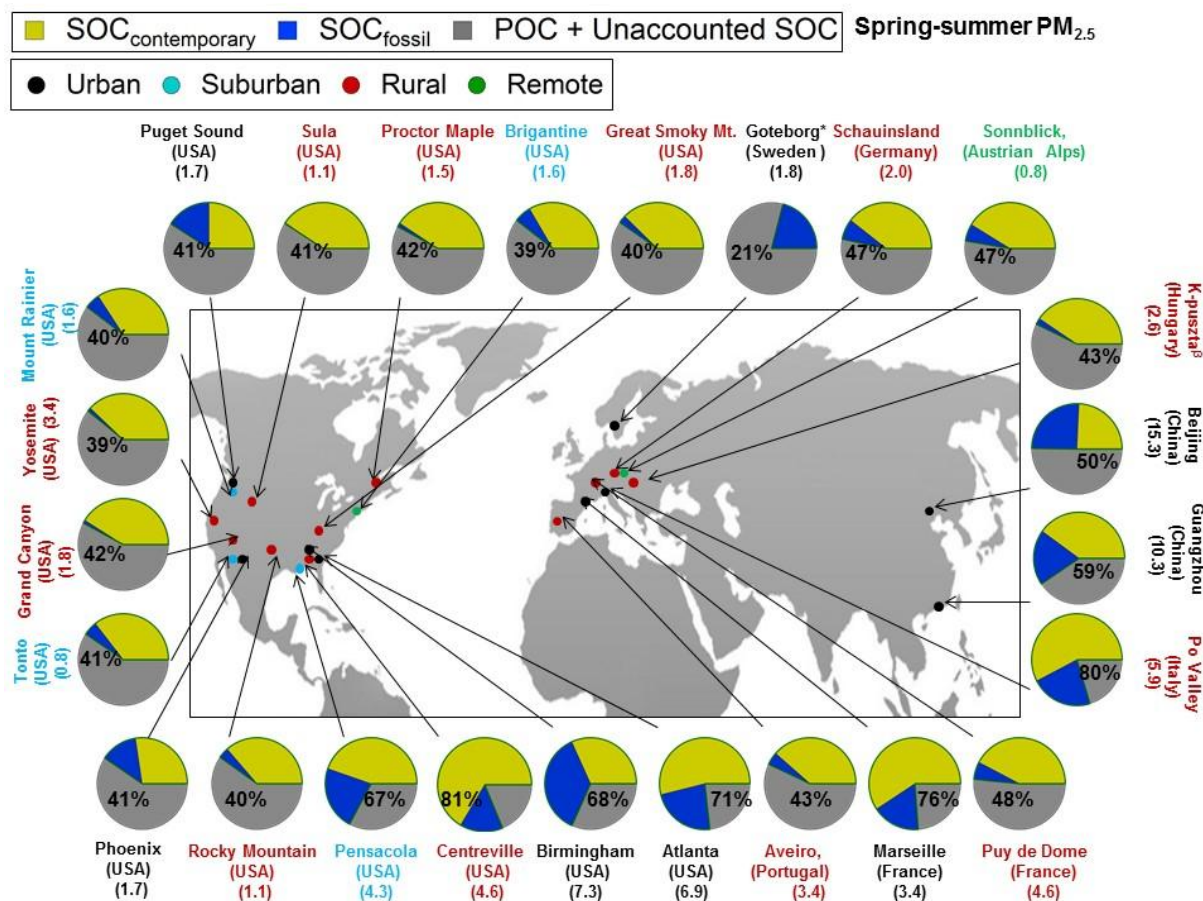 SOCcontemporary SOCfossil POC + Unaccounted SOC Spring-summer PM2.5
Urban Suburban Rural Remote
Puget Sound
(USA)
(1.7)
Sula
(USA)
(1.1)
Proctor Maple
(USA)
(1.5)
Brigantine
(USA)
(1.6)
Great Smoky Mt.
(USA)
(1.8)
Goteborg*
(Sweden )
(1.8)
Schauinsland
(Germany)
(2.0)
Sonnblick,
(Austrian Alps)
(0.8)
41%
41%
42%
39%
40%
21%
47%
47%
Mount Rainier
(USA)
(1.6)
40%
Yosemite
(USA) (3.4)
39%
Grand Canyon
(USA)
(1.8)
42%
Tonto
(USA)
(0.8)
41%
K-pusztaβ
(Hungary)
(2.6)
43%
Beijing
(China)
(15.3)
50%
Guangzhou
(China)
(10.3)
59%
Po Valley
(Italy)
(5.9)
80%
41%
40%
67%
81%
68%
71%
43%
76%
48%
Phoenix
(USA)
(1.7)
Rocky Mountain
(USA)
(1.1)
Pensacola
(USA)
(4.3)
Centreville
(USA)
(4.6)
Birmingham
(USA)
(7.3)
Atlanta
(USA)
(6.9)
Aveiro,
(Portugal)
(3.4)
Marseille
(France)
(3.4)
Puy de Dome
(France)
(4.6)